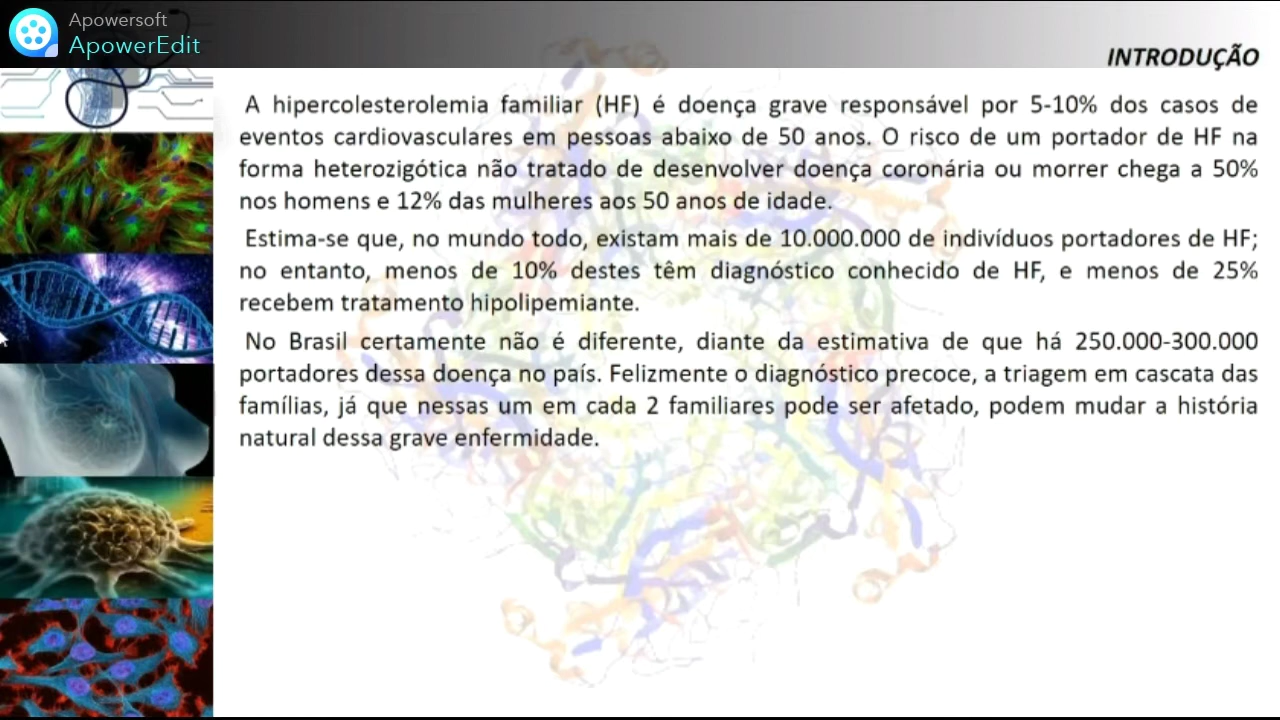 Apowersoft
ApowerEdit
INTRODUÇÃO
A hipercolesterolemia familiar (HF) é doença grave responsável por 5-10% dos casos de
eventos cardiovasculares em pessoas abaixo de 50 anos. O risco de um portador de HF na
forma heterozigótica não tratado de desenvolver doença coronária ou morrer chega a 50%
nos homens e 12% das mulheres aos 50 anos de idade.
Estima-se que, no mundo todo, existam mais de 10.000.000 de indivíduos portadores de HF;
no entanto, menos de 10% destes têm diagnóstico conhecido de HF, e menos de 25%
recebem tratamento hipolipemiante.
No Brasil certamente não é diferente, diante da estimativa de que há 250.000-300.000
portadores dessa doença no país. Felizmente o diagnóstico precoce, a triagem em cascata das
famílias, já que nessas um em cada 2 familiares pode ser afetado, podem mudar a história
natural dessa grave enfermidade.